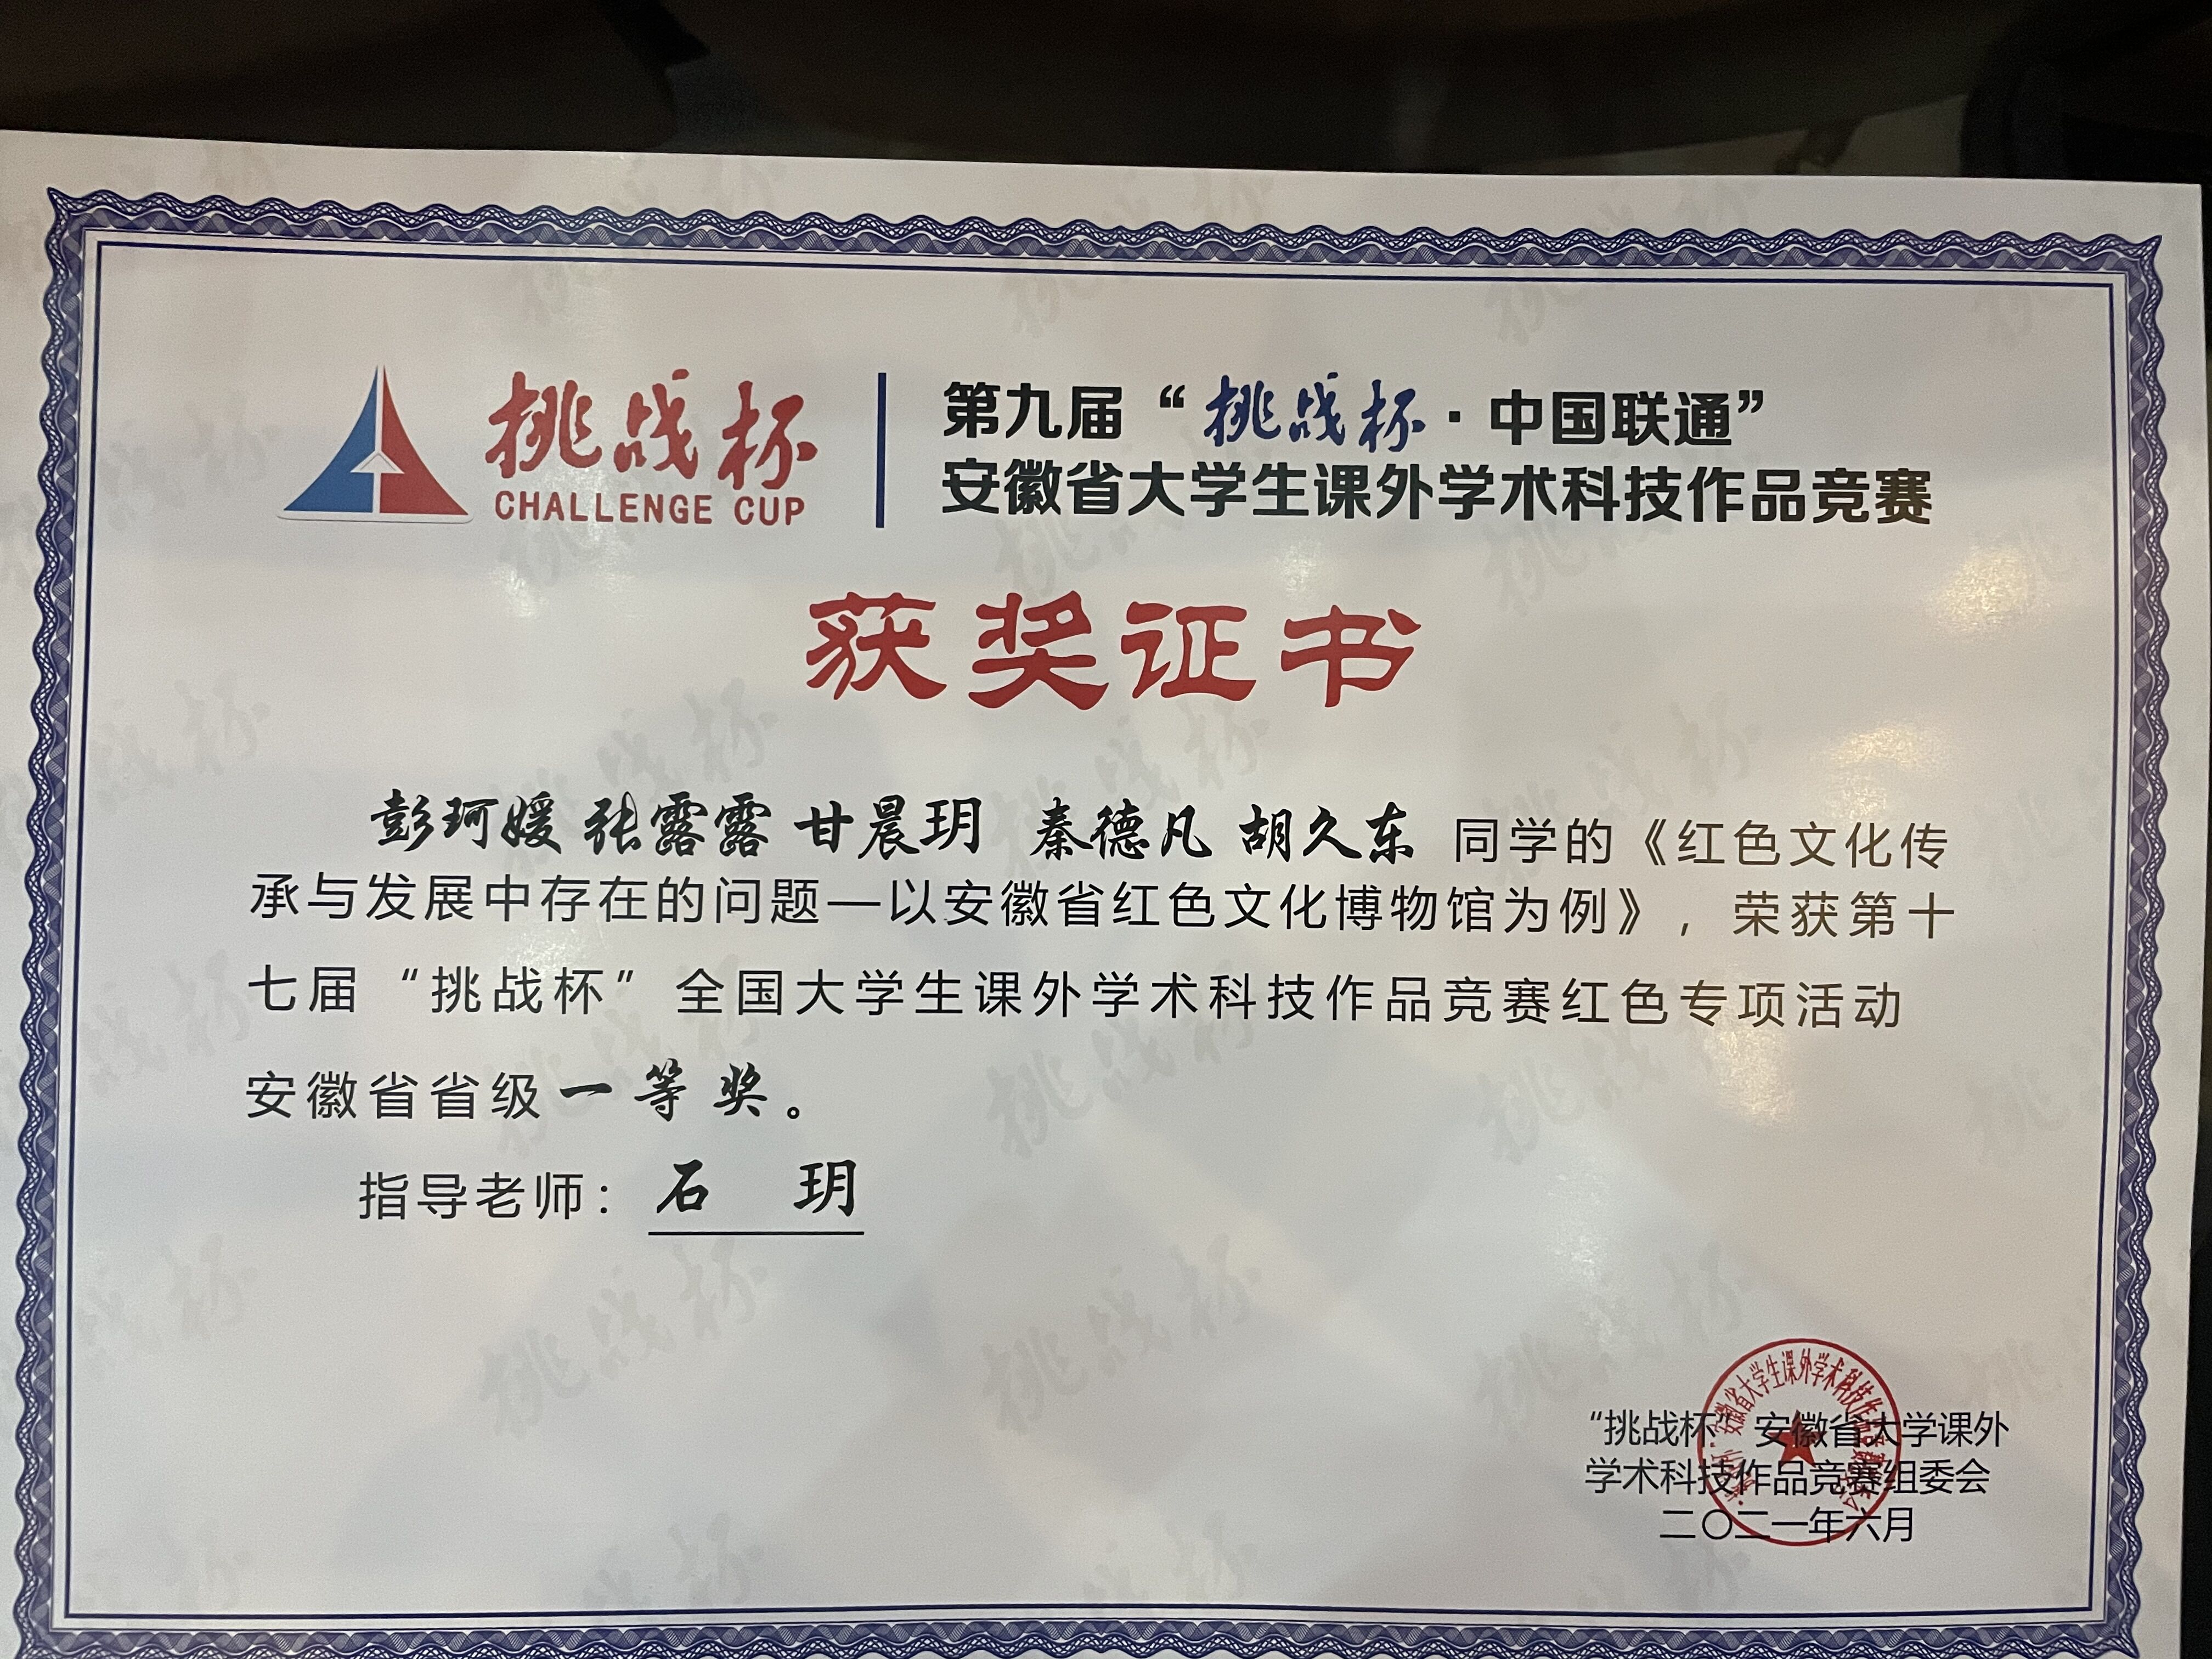 挑战杯
CHALLENGE CUP
第九届“挑战杯·中国联通”
安徽省大学生课外学术科技作品竞赛
获奖证书
彭珂媛 张露露 甘晨玥 秦德凡 胡久东 同学的《红色文化传
承与发展中存在的问题—以安徽省红色文化博物馆为例》，荣获第十
七届“挑战杯”全国大学生课外学术科技作品竞赛红色专项活动
安徽省省级一等奖。
指导老师：石 玥
“挑战杯”安徽省大学课外
学术科技作品竞赛组委会
二〇二一年六月